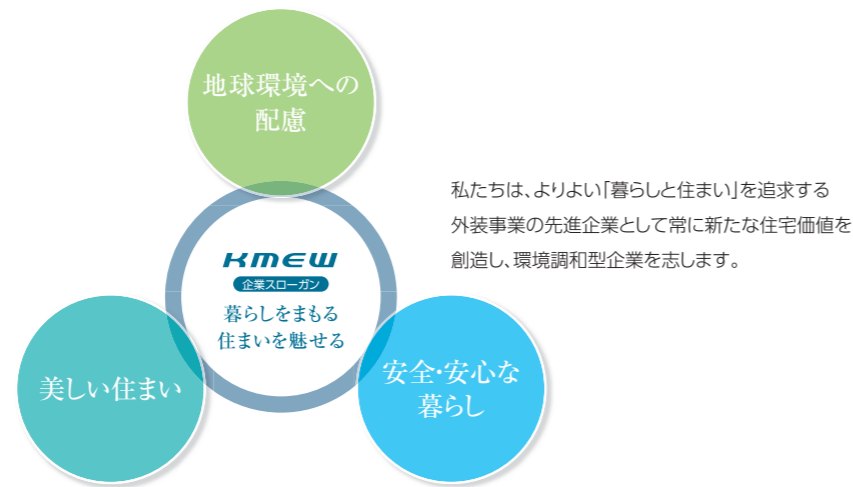 地球環境への
配慮
KMEW
企業スローガン
暮らしをまもる
住まいを魅せる
美しい住まい
安全・安心な
暮らし
私たちは、よりよい「暮らしと住まい」を追求する
外装事業の先進企業として常に新たな住宅価値を
創造し、環境調和型企業を志します。